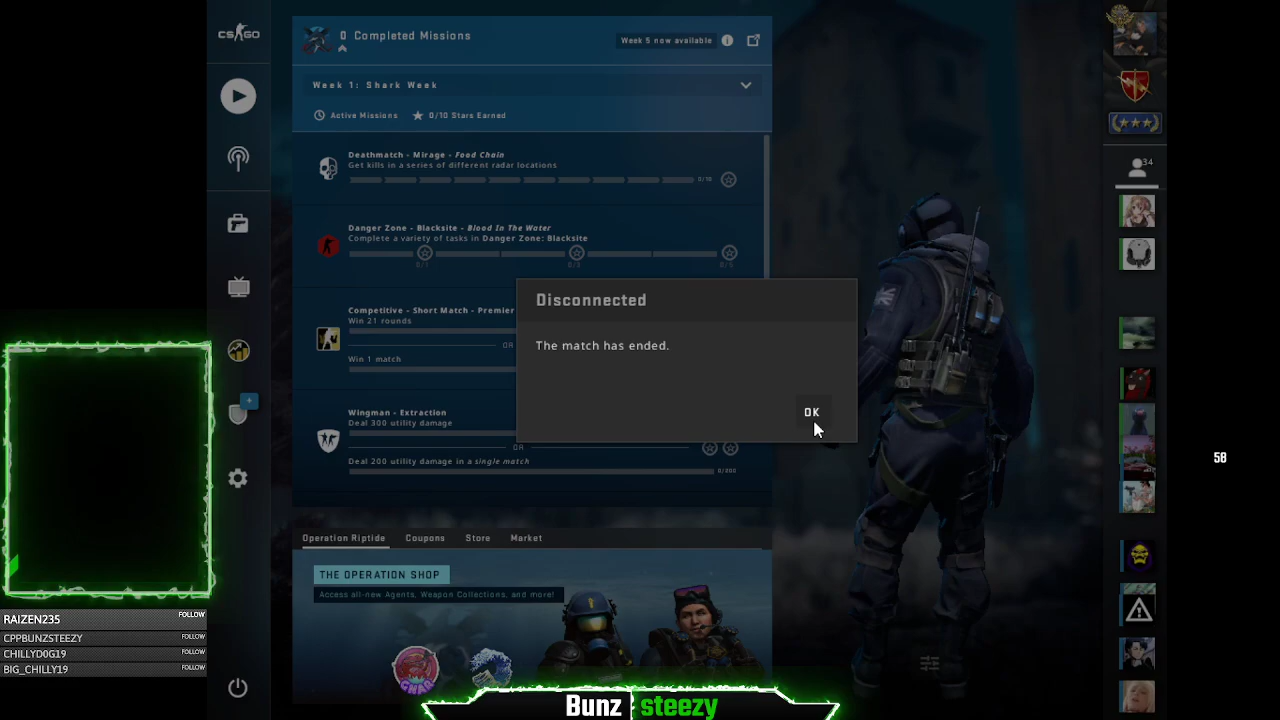 CS:GO
0 Completed Missions
Week 5 now available
Week 1: Shark Week
Active Missions
0/10 Stars Earned
Deathmatch - Mirage - Food Chain
Get kills in a series of different radar locations
Danger Zone - Blacksite - Blood In The Water
Complete a variety of tasks in Danger Zone: Blacksite
Competitive - Short Match - Premier
Win 21 rounds
OR
Win 1 match
Disconnected
The match has ended.
OK
Wingman - Extraction
Deal 300 utility damage
OR
Deal 200 utility damage in a single match
0/200
34
58
Operation Riptide
Coupons
Store
Market
THE OPERATION SHOP
Access all-new Agents, Weapon Collections, and more!
RAIZEN235 FOLLOW
CPPBUNZSTEEZY FOLLOW
CHILLYD0G19 FOLLOW
BIG_CHILLY19 FOLLOW
Bunz steezy